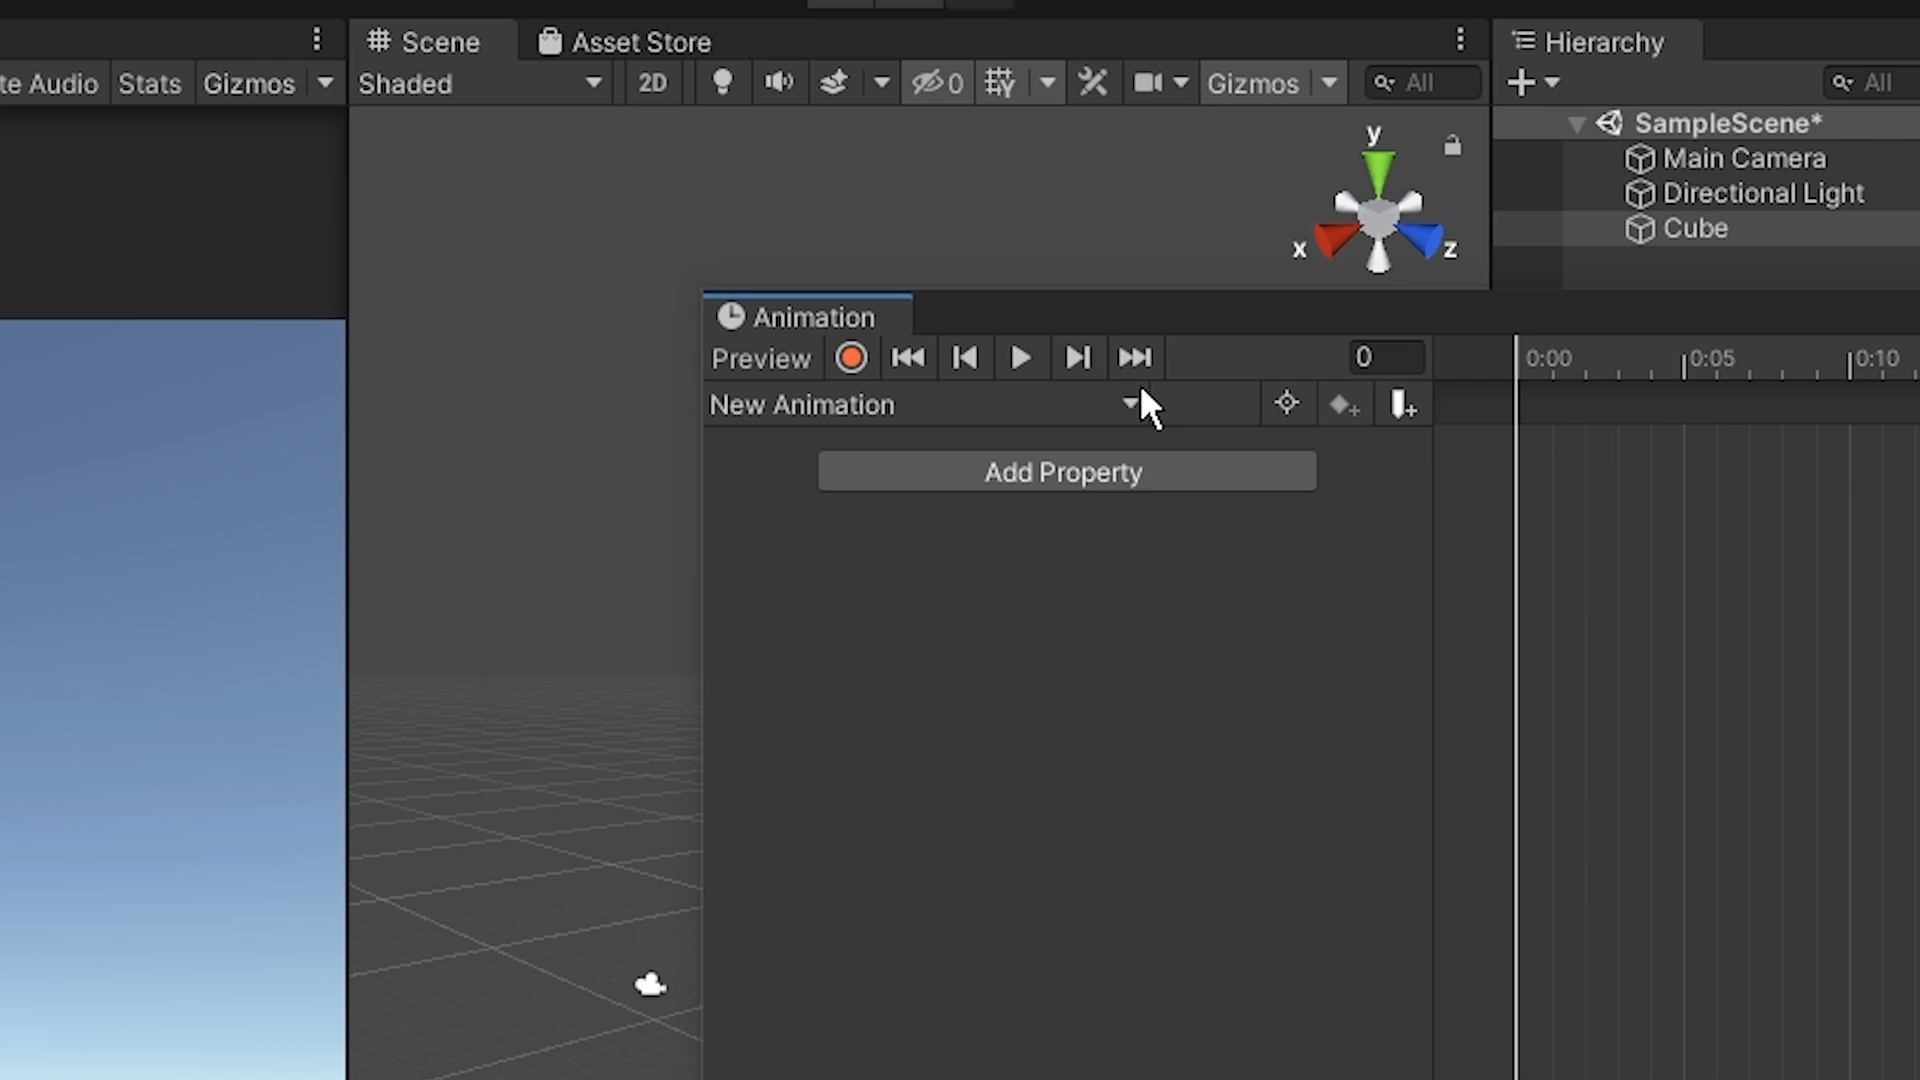 Scene
Asset Store
Hierarchy
te Audio
Stats
Gizmos
Shaded
2D
0
Gizmos
All
All
SampleScene*
Main Camera
Directional Light
Cube
y
x
z
Animation
Preview
0
0:00
0:05
0:10
New Animation
Add Property